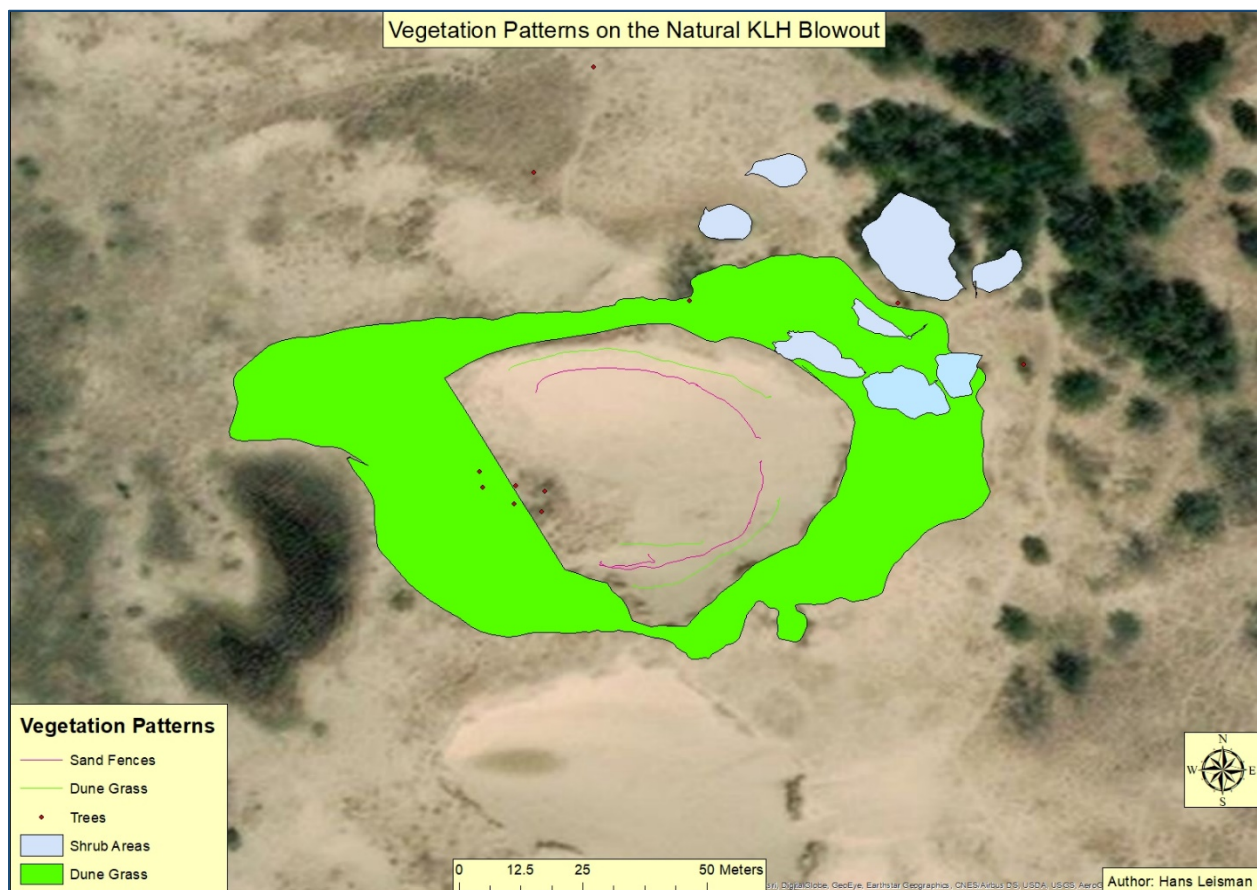 Vegetation Patterns on the Natural KLH Blowout
Vegetation Patterns
Sand Fences
Dune Grass
Trees
Shrub Areas
Dune Grass
N
W E
S
0 12.5 25 50 Meters
DigitalGlobe, GeoEye, Earthstar Geographics, CNES/Airbus DS, USDA, USGS,
Author: Hans Leisman